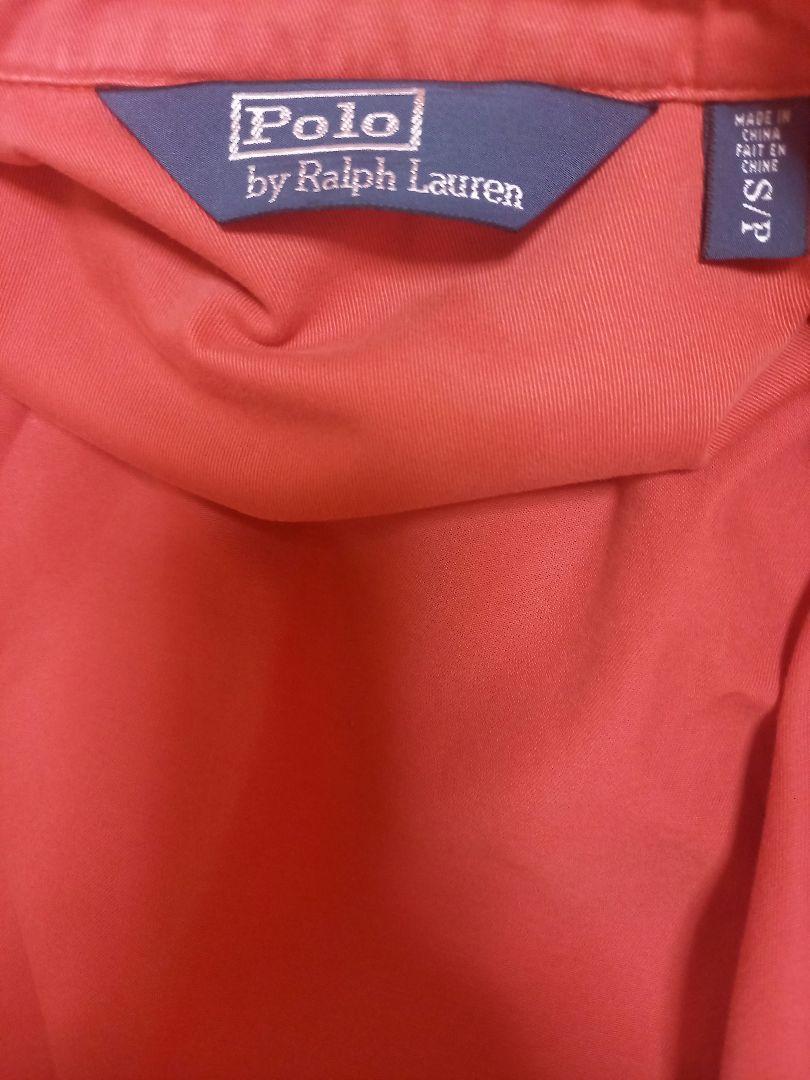 Polo
by Ralph Lauren
MADE IN
CHINA
FAIT EN
CHINE
S/P